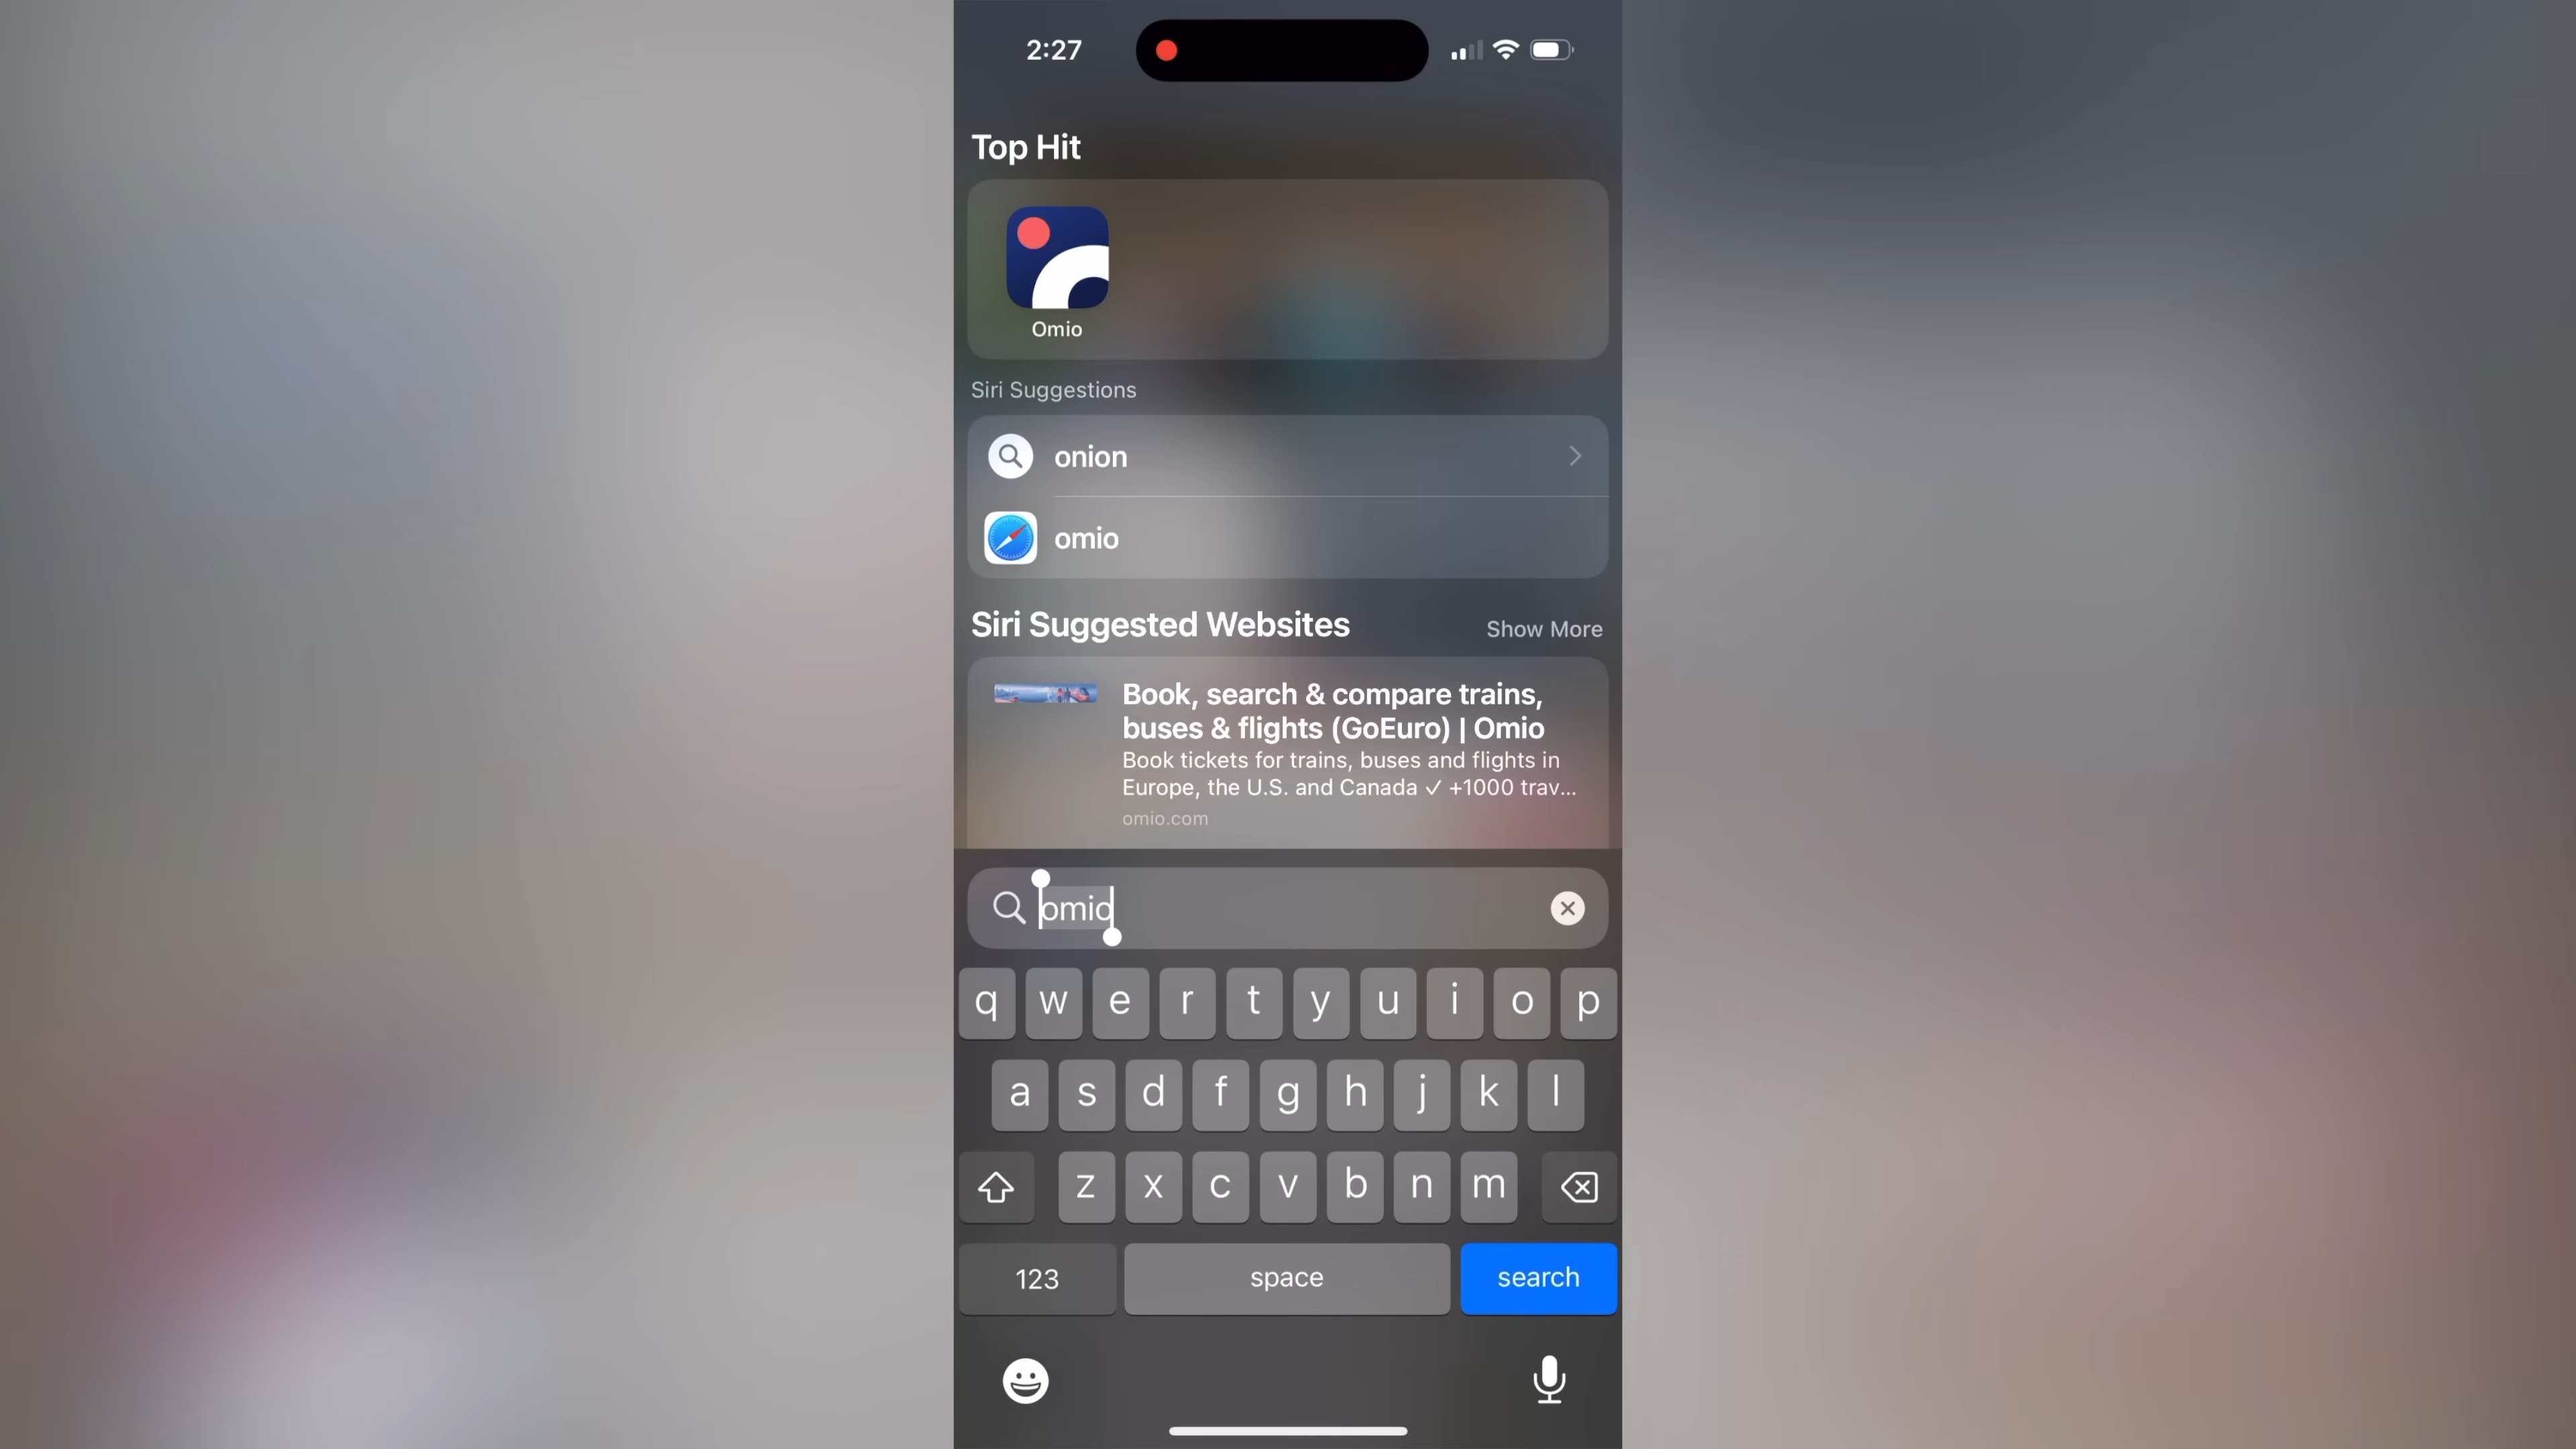 2:27
Top Hit
Omio
Siri Suggestions
onion
omio
Siri Suggested Websites
Show More
Book, search & compare trains,
buses & flights (GoEuro) | Omio
Book tickets for trains, buses and flights in
Europe, the U.S. and Canada ✓ +1000 trav...
omio.com
omio
q w e r t y u i o p
a s d f g h j k l
z x c v b n m
123 space search